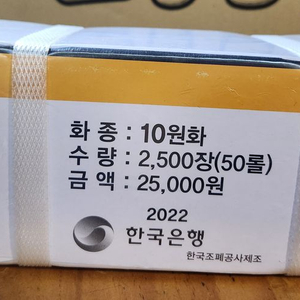 화 종 : 10원화
수 량 : 2,500장(50롤)
금 액 : 25,000원
2022
한국은행
한국조폐공사제조